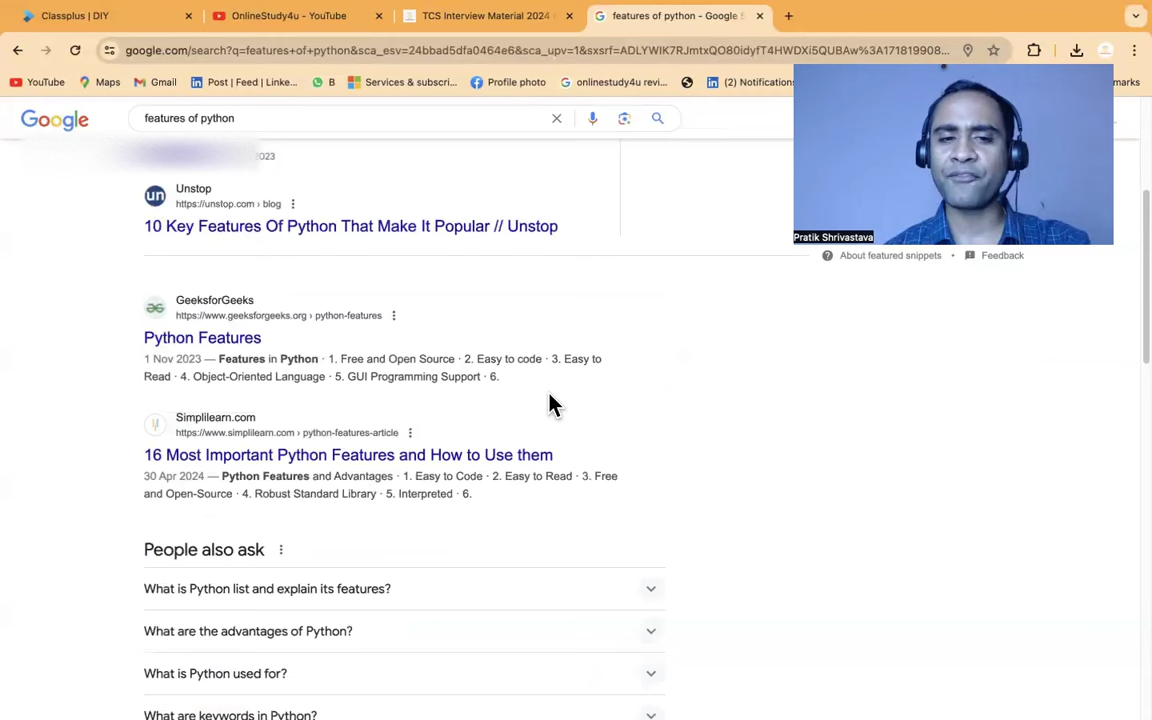 Classplus | DIY
OnlineStudy4u - YouTube
TCS Interview Material 2024
features of python - Google S
google.com/search?q=features+of+python&sca_esv=24bbad5dfa0464e6&sca_upv=1&sxsrf=ADLYWIK7RJmtxQO80idyfT4HWDXi5QUBAw%3A171819908...
YouTube
Maps
Gmail
Post | Feed | Linke...
B
Services & subscri...
Profile photo
onlinestudy4u revi...
(2) Notifications
marks
Google
features of python
2023
Pratik Shrivastava
Unstop
https://unstop.com › blog
10 Key Features Of Python That Make It Popular // Unstop
About featured snippets • Feedback
GeeksforGeeks
https://www.geeksforgeeks.org › python-features
Python Features
1 Nov 2023 — Features in Python · 1. Free and Open Source · 2. Easy to code · 3. Easy to
Read · 4. Object-Oriented Language · 5. GUI Programming Support · 6.
Simplilearn.com
https://www.simplilearn.com › python-features-article
16 Most Important Python Features and How to Use them
30 Apr 2024 — Python Features and Advantages · 1. Easy to Code · 2. Easy to Read · 3. Free
and Open-Source · 4. Robust Standard Library · 5. Interpreted · 6.
People also ask
What is Python list and explain its features?
What are the advantages of Python?
What is Python used for?
What are keywords in Python?